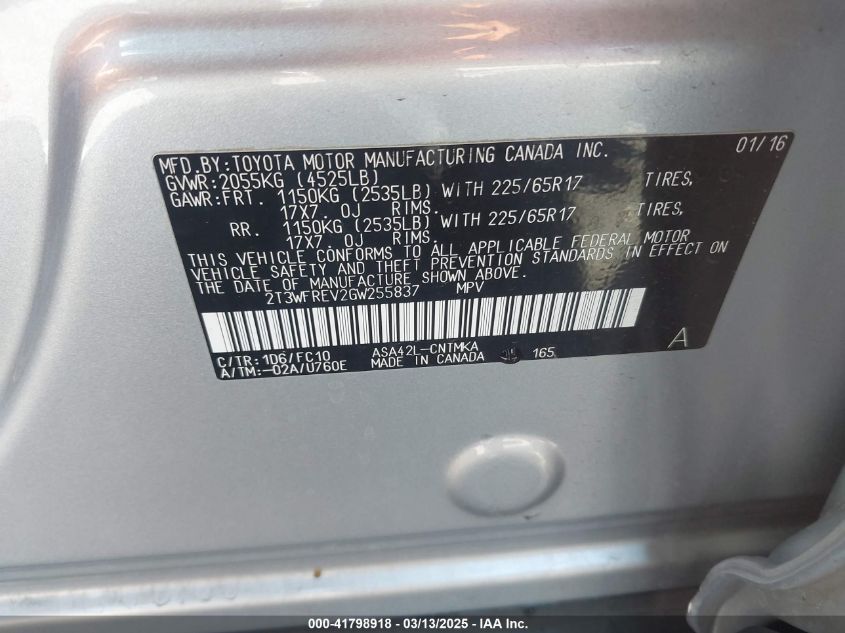 MFD. BY: TOYOTA MOTOR MANUFACTURING CANADA INC. 01/16
GVWR: 2055KG (4525LB)
GAWR: FRT. 1150KG (2535LB) WITH 225/65R17 TIRES,
17X7.0J RIMS.
RR. 1150KG (2535LB) WITH 225/65R17 TIRES,
17X7.0J RIMS.
THIS VEHICLE CONFORMS TO ALL APPLICABLE FEDERAL MOTOR
VEHICLE SAFETY AND THEFT PREVENTION STANDARDS IN EFFECT ON
THE DATE OF MANUFACTURE SHOWN ABOVE.
2T3WFREV2GW255837 MPV
A
C/TR: 1D6/FC10 ASA42L-CNTMKA
A/TM: -02A/U760E MADE IN CANADA 165
000-41798918 - 03/13/2025 - IAA Inc.